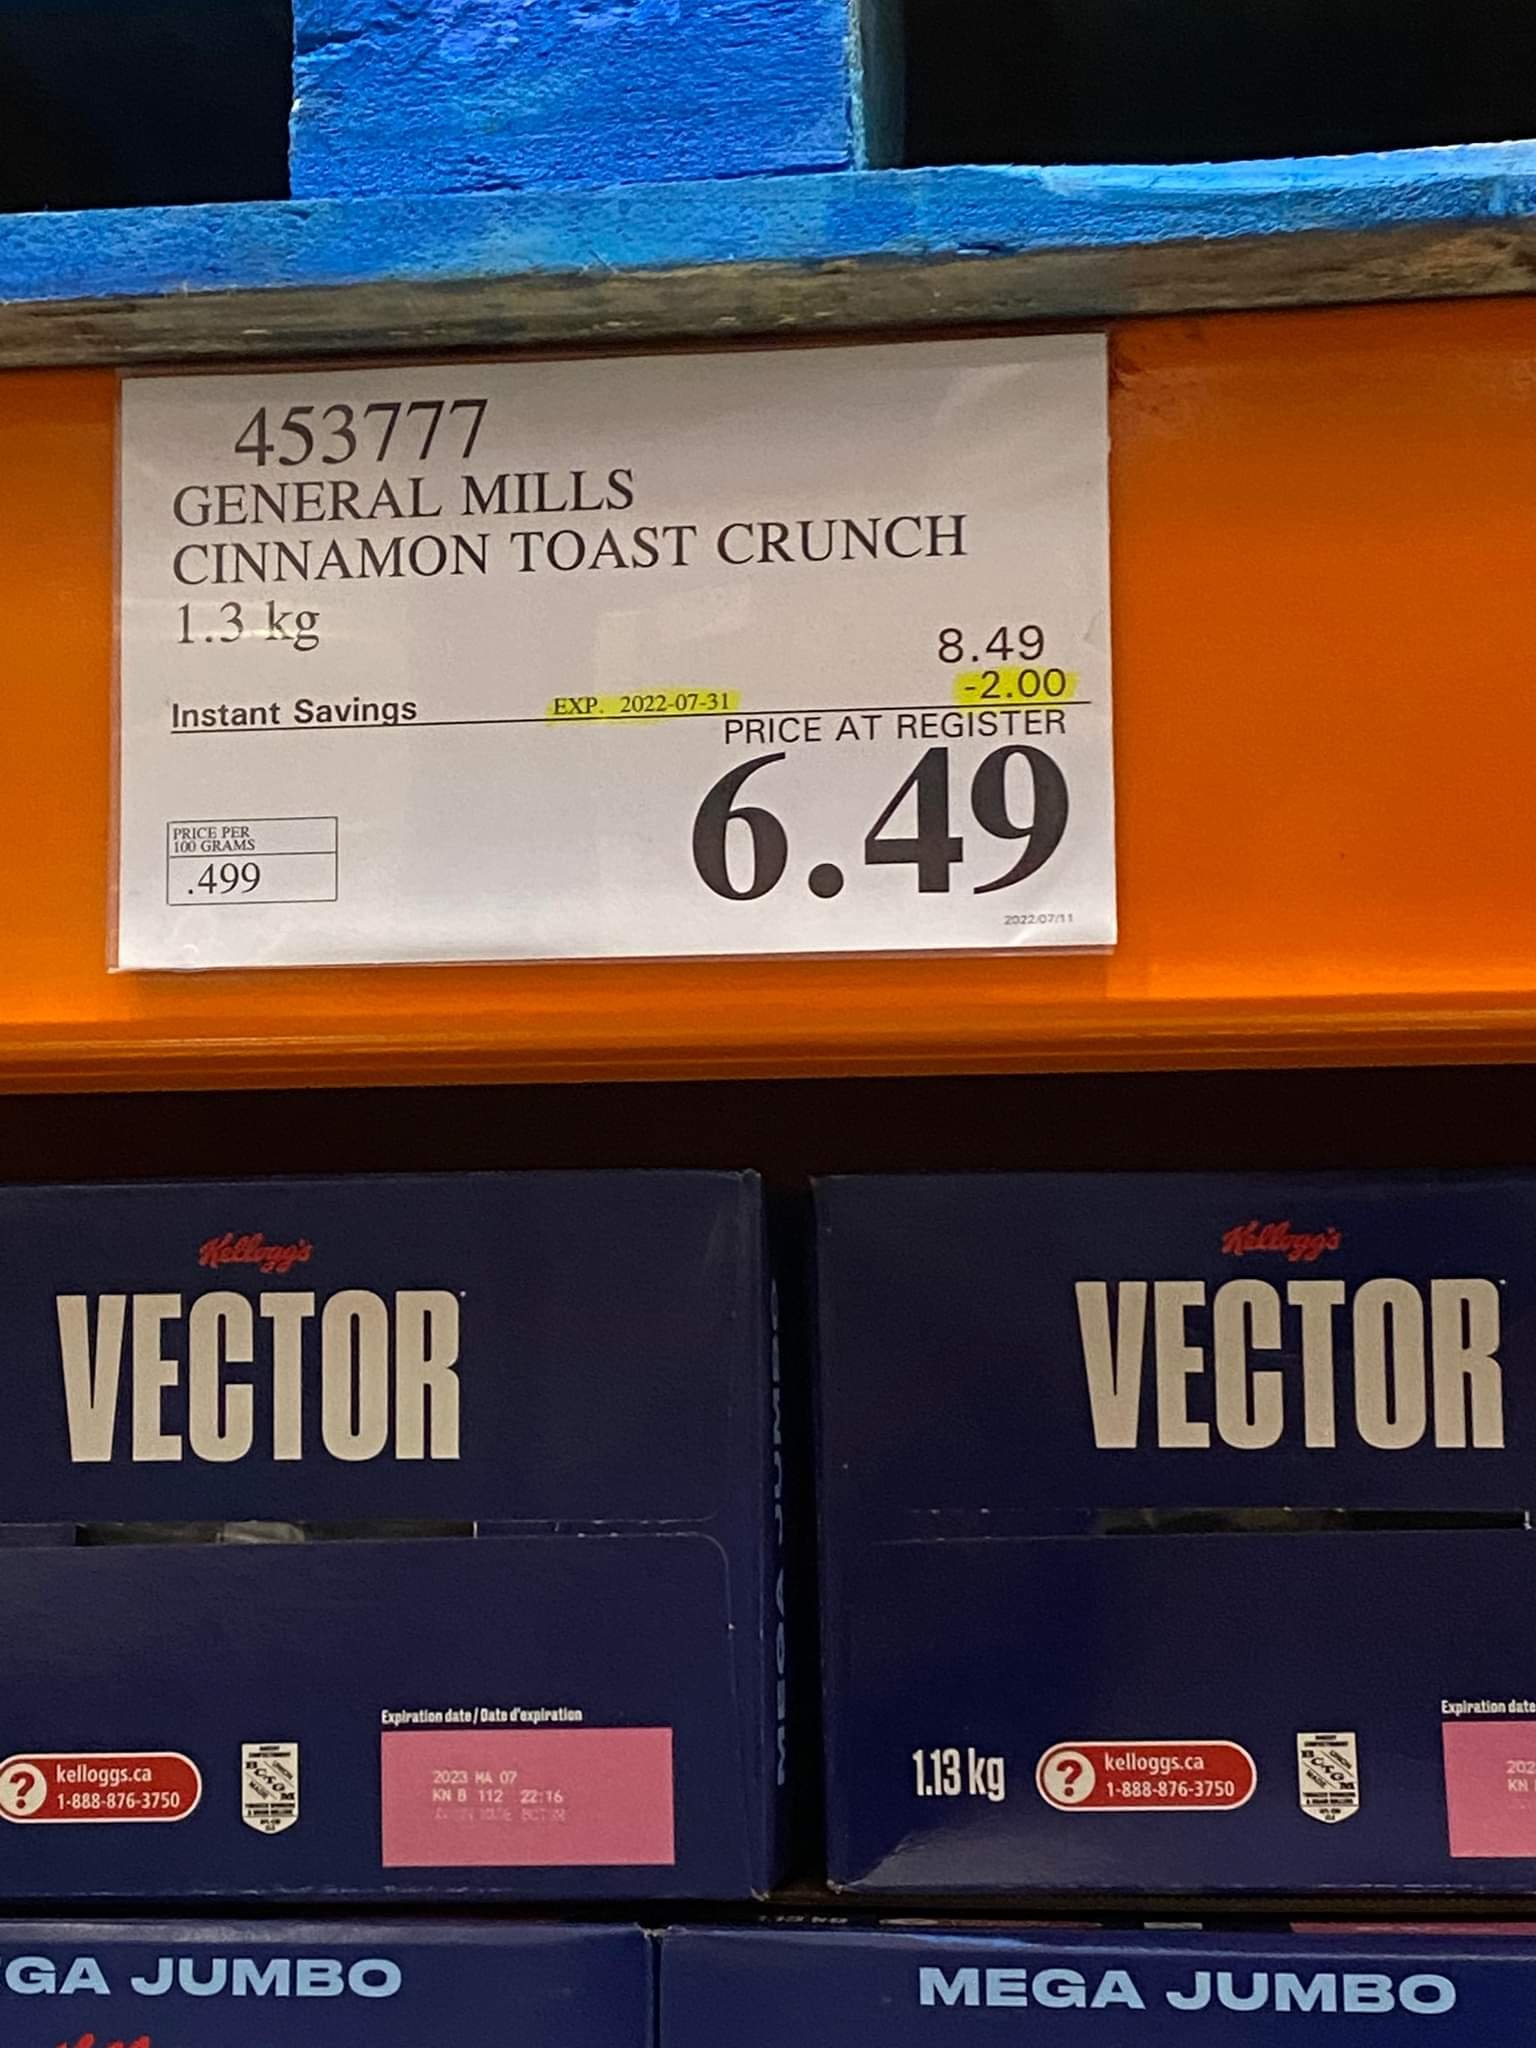 453777
GENERAL MILLS
CINNAMON TOAST CRUNCH
1.3 kg
8.49
-2.00
Instant Savings EXP. 2022-07-31
PRICE AT REGISTER
6.49
PRICE PER
100 GRAMS
.499
2022/07/11
Kellogg's
VECTOR
Expiration date / Date d'expiration
kelloggs.ca
1-888-876-3750
2023 MA 07
KN B 112 22:16
Kellogg's
VECTOR
1.13 kg
kelloggs.ca
1-888-876-3750
Expiration date
202
KN
GA JUMBO
MEGA JUMBO